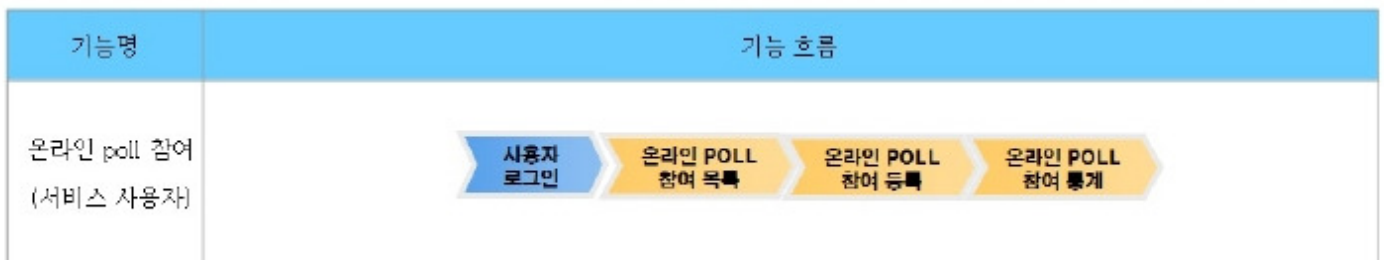 기능명
기능 흐름
온라인 poll 참여
(서비스 사용자)
사용자
로그인
온라인 POLL
참여 목록
온라인 POLL
참여 등록
온라인 POLL
참여 통계